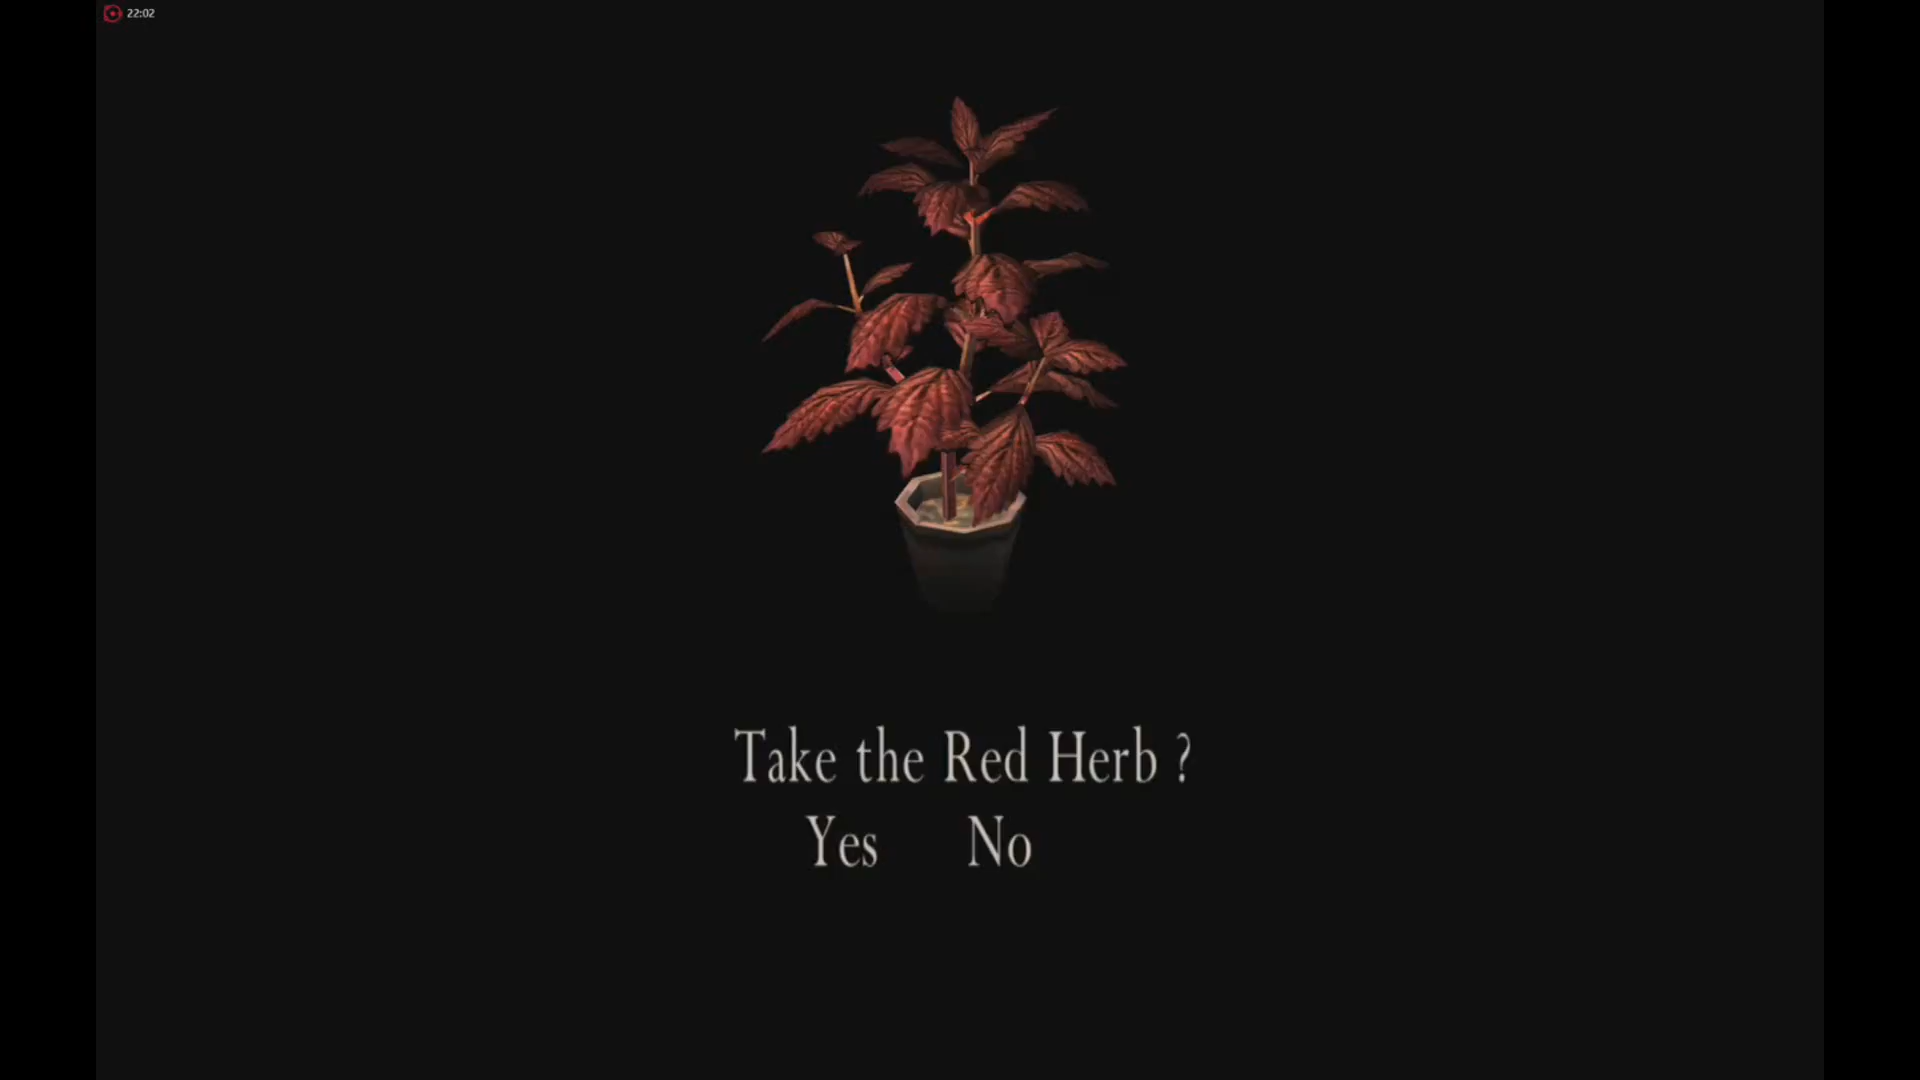 22:02
Take the Red Herb ?
Yes No